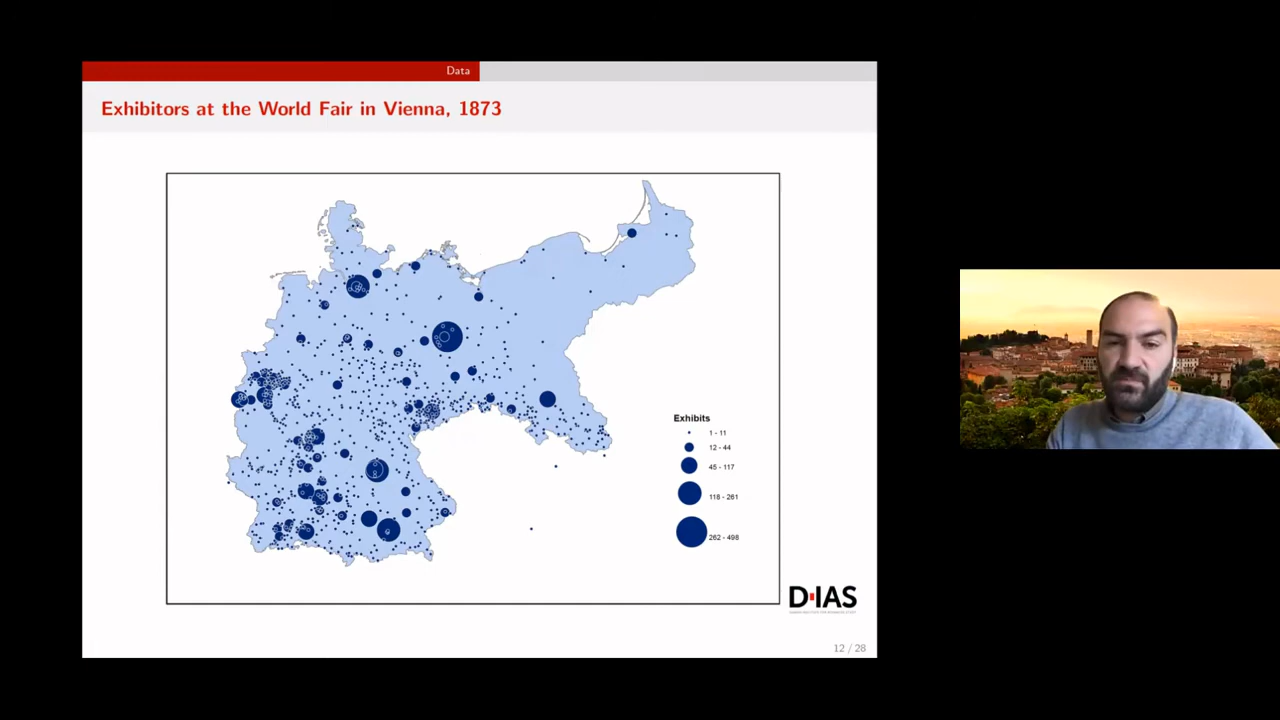 Data
Exhibitors at the World Fair in Vienna, 1873
Exhibits
1 - 11
12 - 44
45 - 117
118 - 261
262 - 498
D·IAS
12 / 28